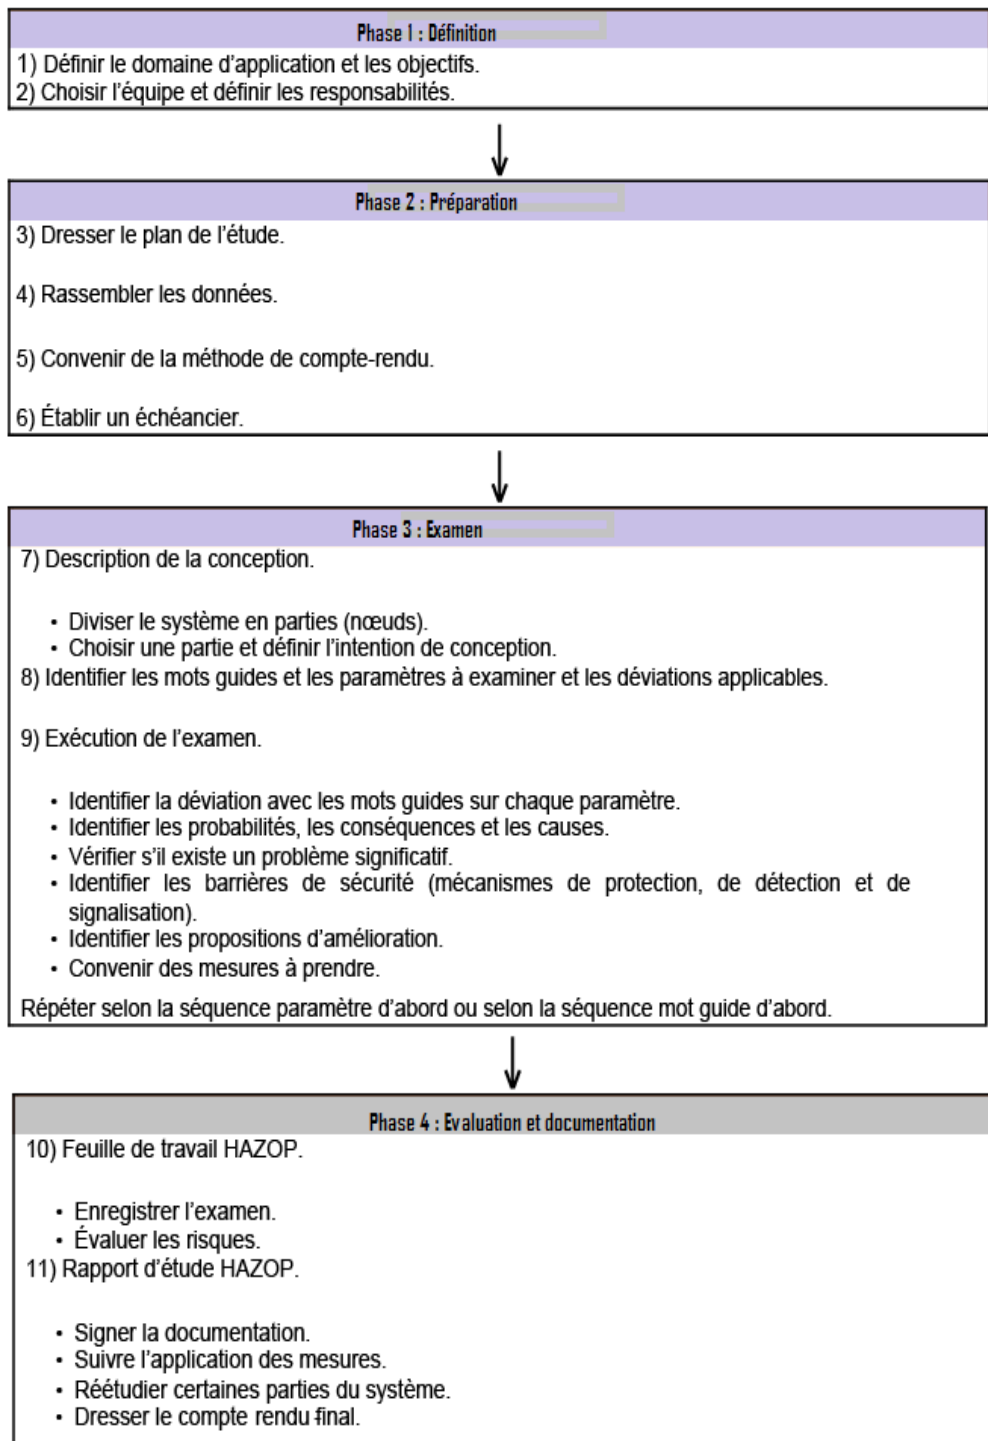 Phase 1 : Définition
1) Définir le domaine d'application et les objectifs.
2) Choisir l'équipe et définir les responsabilités.
Phase 2 : Préparation
3) Dresser le plan de l'étude.
4) Rassembler les données.
5) Convenir de la méthode de compte-rendu.
6) Établir un échéancier.
Phase 3 : Examen
7) Description de la conception.
• Diviser le système en parties (nœuds).
• Choisir une partie et définir l'intention de conception.
8) Identifier les mots guides et les paramètres à examiner et les déviations applicables.
9) Exécution de l'examen.
• Identifier la déviation avec les mots guides sur chaque paramètre.
• Identifier les probabilités, les conséquences et les causes.
• Vérifier s'il existe un problème significatif.
• Identifier les barrières de sécurité (mécanismes de protection, de détection et de
signalisation).
• Identifier les propositions d'amélioration.
• Convenir des mesures à prendre.
Répéter selon la séquence paramètre d'abord ou selon la séquence mot guide d'abord.
Phase 4 : Evaluation et documentation
10) Feuille de travail HAZOP.
• Enregistrer l'examen.
• Évaluer les risques.
11) Rapport d'étude HAZOP.
• Signer la documentation.
• Suivre l'application des mesures.
• Réétudier certaines parties du système.
• Dresser le compte rendu final.